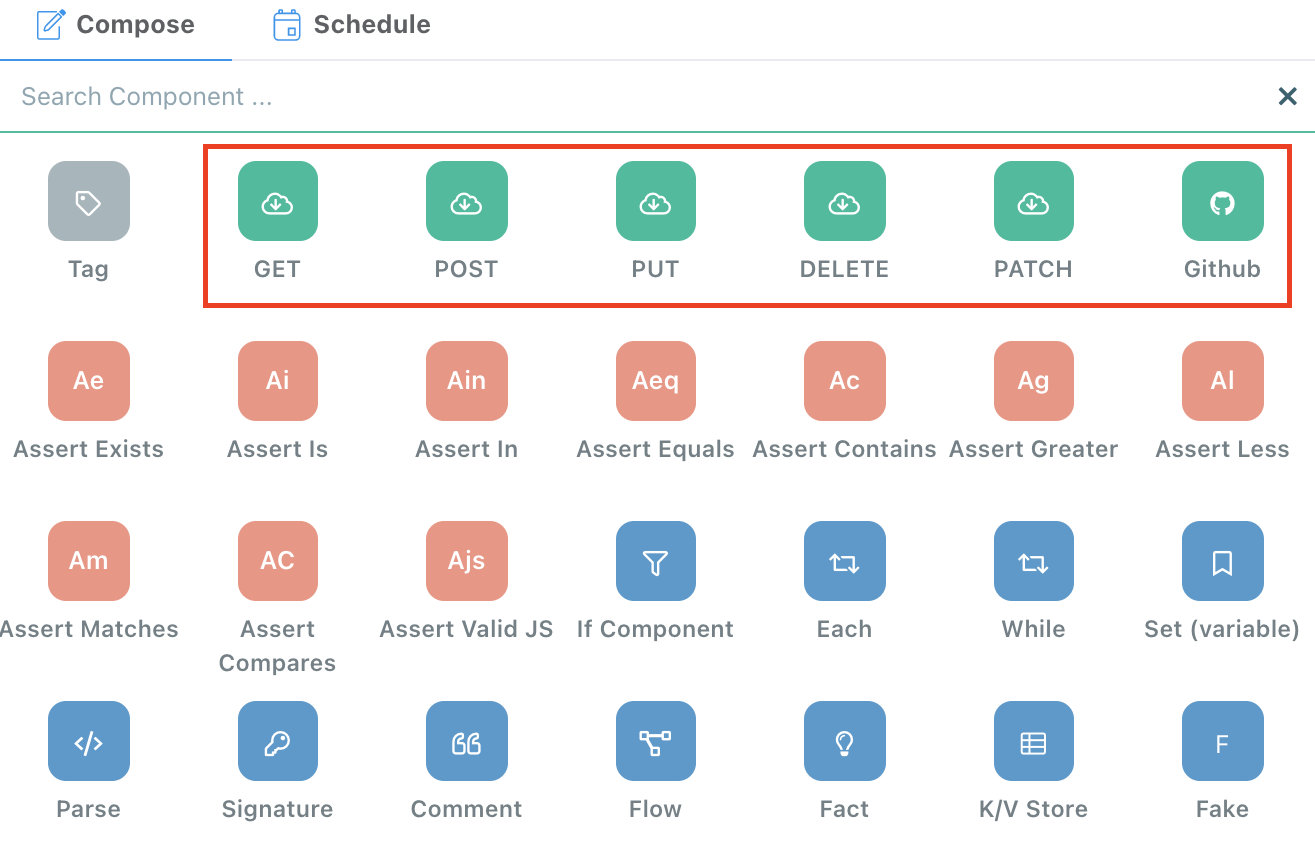 Compose Schedule
Search Component ...
Tag GET POST PUT DELETE PATCH Github
Ae Ai Ain Aeq Ac Ag Al
Assert Exists Assert Is Assert In Assert Equals Assert Contains Assert Greater Assert Less
Am AC Ajs
Assert Matches Assert Compares Assert Valid JS If Component Each While Set (variable)
F
Parse Signature Comment Flow Fact K/V Store Fake